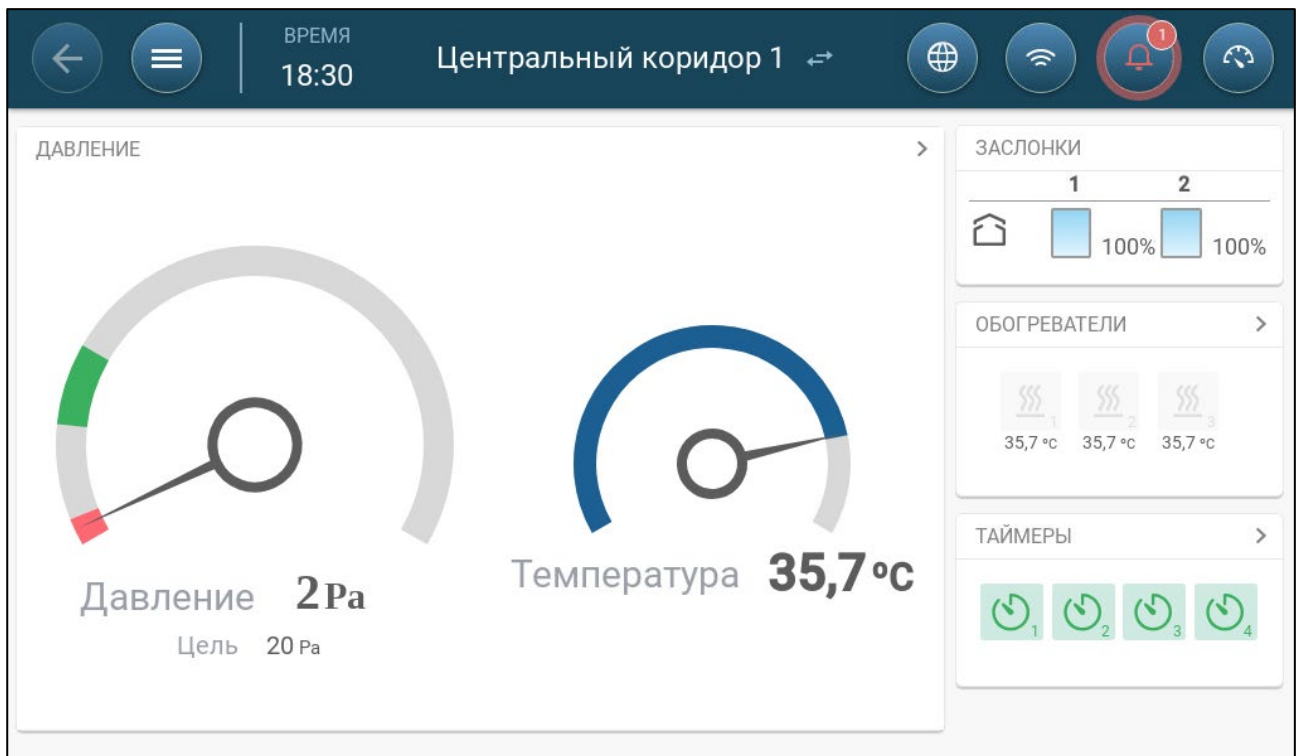 ВРЕМЯ
18:30
Центральный коридор 1
1
ДАВЛЕНИЕ
Давление 2 Pa
Цель 20 Pa
Температура 35,7 °C
ЗАСЛОНКИ
1 2
100% 100%
ОБОГРЕВАТЕЛИ
1 2 3
35,7 °C 35,7 °C 35,7 °C
ТАЙМЕРЫ
1 2 3 4